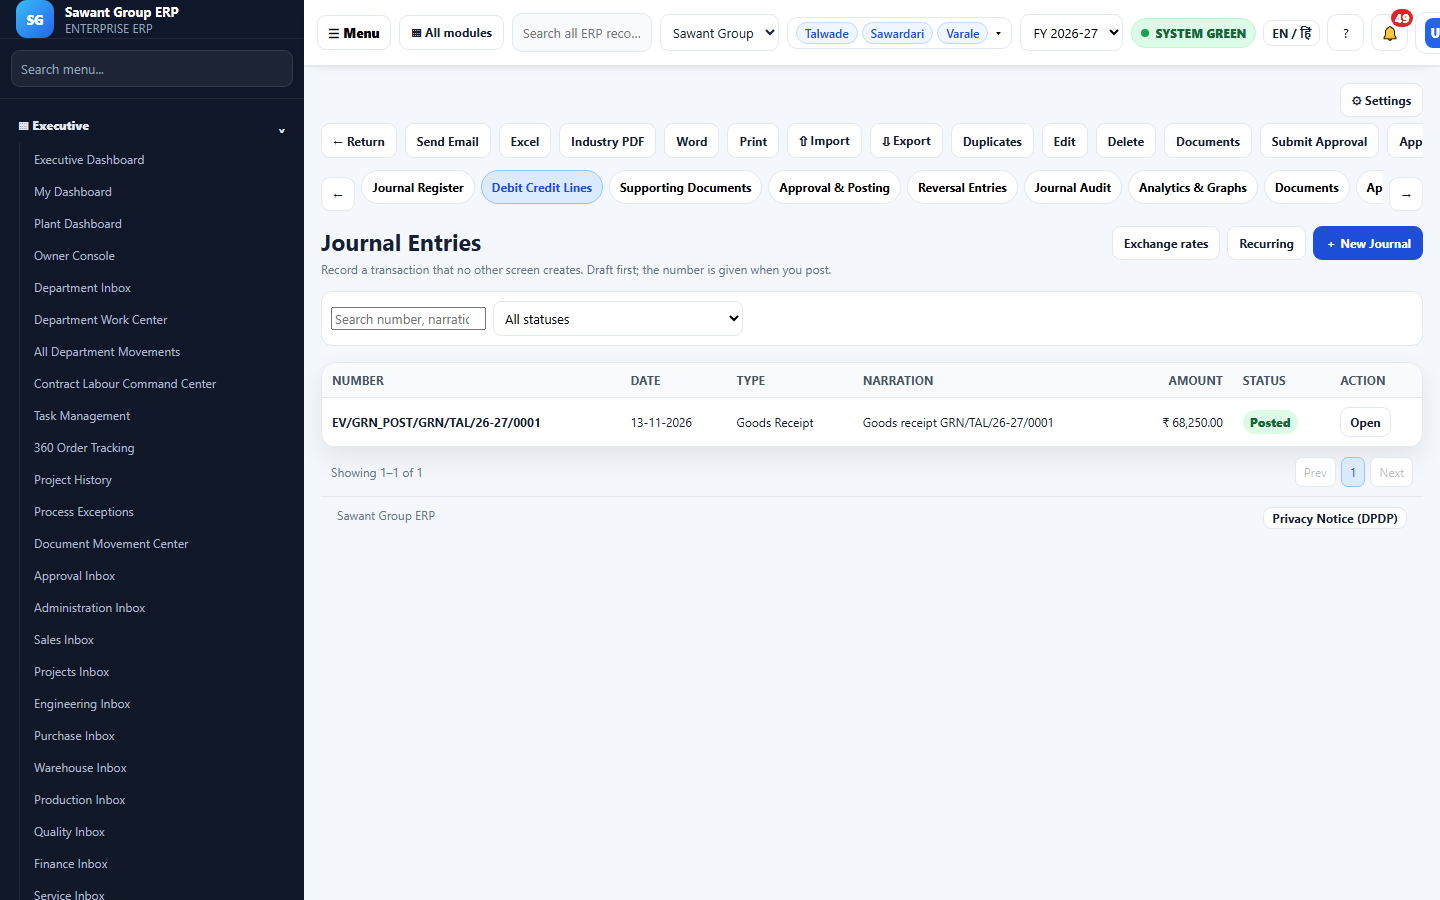 SG
Sawant Group ERP
ENTERPRISE ERP
Search menu...
Executive
Executive Dashboard
My Dashboard
Plant Dashboard
Owner Console
Department Inbox
Department Work Center
All Department Movements
Contract Labour Command Center
Task Management
360 Order Tracking
Project History
Process Exceptions
Document Movement Center
Approval Inbox
Administration Inbox
Sales Inbox
Projects Inbox
Engineering Inbox
Purchase Inbox
Warehouse Inbox
Production Inbox
Quality Inbox
Finance Inbox
Service Inbox
☰ Menu
All modules
Search all ERP reco...
Sawant Group
Talwade
Sawardari
Varale
FY 2026-27
SYSTEM GREEN
EN / हिं
?
49
U
⚙ Settings
← Return
Send Email
Excel
Industry PDF
Word
Print
⇧ Import
⇩ Export
Duplicates
Edit
Delete
Documents
Submit Approval
App
←
Journal Register
Debit Credit Lines
Supporting Documents
Approval & Posting
Reversal Entries
Journal Audit
Analytics & Graphs
Documents
Ap
→
Journal Entries
Record a transaction that no other screen creates. Draft first; the number is given when you post.
Exchange rates
Recurring
+ New Journal
Search number, narratic
All statuses
NUMBER DATE TYPE NARRATION AMOUNT STATUS ACTION
EV/GRN_POST/GRN/TAL/26-27/0001 13-11-2026 Goods Receipt Goods receipt GRN/TAL/26-27/0001 ₹ 68,250.00 Posted Open
Showing 1–1 of 1
Prev
1
Next
Sawant Group ERP
Privacy Notice (DPDP)